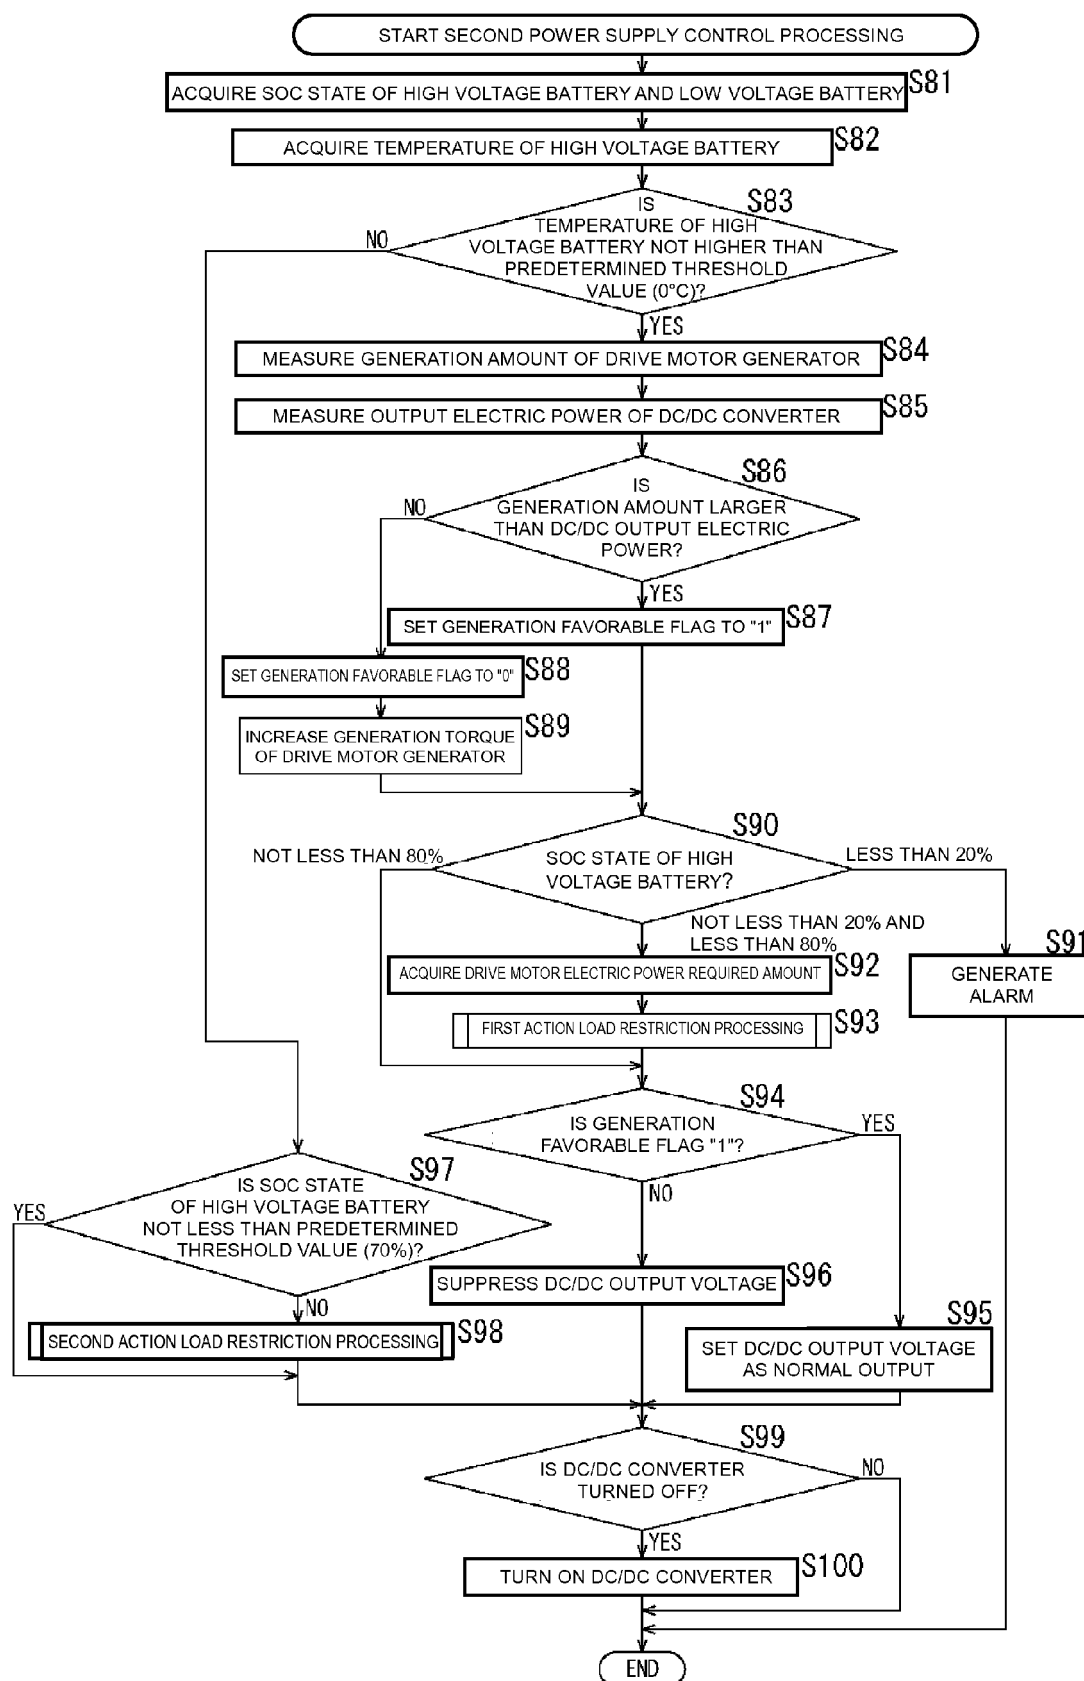 START SECOND POWER SUPPLY CONTROL PROCESSING
ACQUIRE SOC STATE OF HIGH VOLTAGE BATTERY AND LOW VOLTAGE BATTERY
S81
ACQUIRE TEMPERATURE OF HIGH VOLTAGE BATTERY
S82
S83
IS
TEMPERATURE OF HIGH
VOLTAGE BATTERY NOT HIGHER THAN
PREDETERMINED THRESHOLD
VALUE (0°C)?
NO
YES
MEASURE GENERATION AMOUNT OF DRIVE MOTOR GENERATOR
S84
MEASURE OUTPUT ELECTRIC POWER OF DC/DC CONVERTER
S85
S86
IS
GENERATION AMOUNT LARGER
THAN DC/DC OUTPUT ELECTRIC
POWER?
NO
YES
SET GENERATION FAVORABLE FLAG TO "1"
S87
SET GENERATION FAVORABLE FLAG TO "0"
S88
INCREASE GENERATION TORQUE
OF DRIVE MOTOR GENERATOR
S89
S90
SOC STATE OF HIGH
VOLTAGE BATTERY?
NOT LESS THAN 80%
LESS THAN 20%
NOT LESS THAN 20% AND
LESS THAN 80%
S91
GENERATE
ALARM
ACQUIRE DRIVE MOTOR ELECTRIC POWER REQUIRED AMOUNT
S92
FIRST ACTION LOAD RESTRICTION PROCESSING
S93
S94
IS GENERATION
FAVORABLE FLAG "1"?
YES
NO
S97
IS SOC STATE
OF HIGH VOLTAGE BATTERY
NOT LESS THAN PREDETERMINED
THRESHOLD VALUE (70%)?
YES
NO
SUPPRESS DC/DC OUTPUT VOLTAGE
S96
S95
SET DC/DC OUTPUT VOLTAGE
AS NORMAL OUTPUT
SECOND ACTION LOAD RESTRICTION PROCESSING
S98
S99
IS DC/DC CONVERTER
TURNED OFF?
NO
YES
TURN ON DC/DC CONVERTER
S100
END